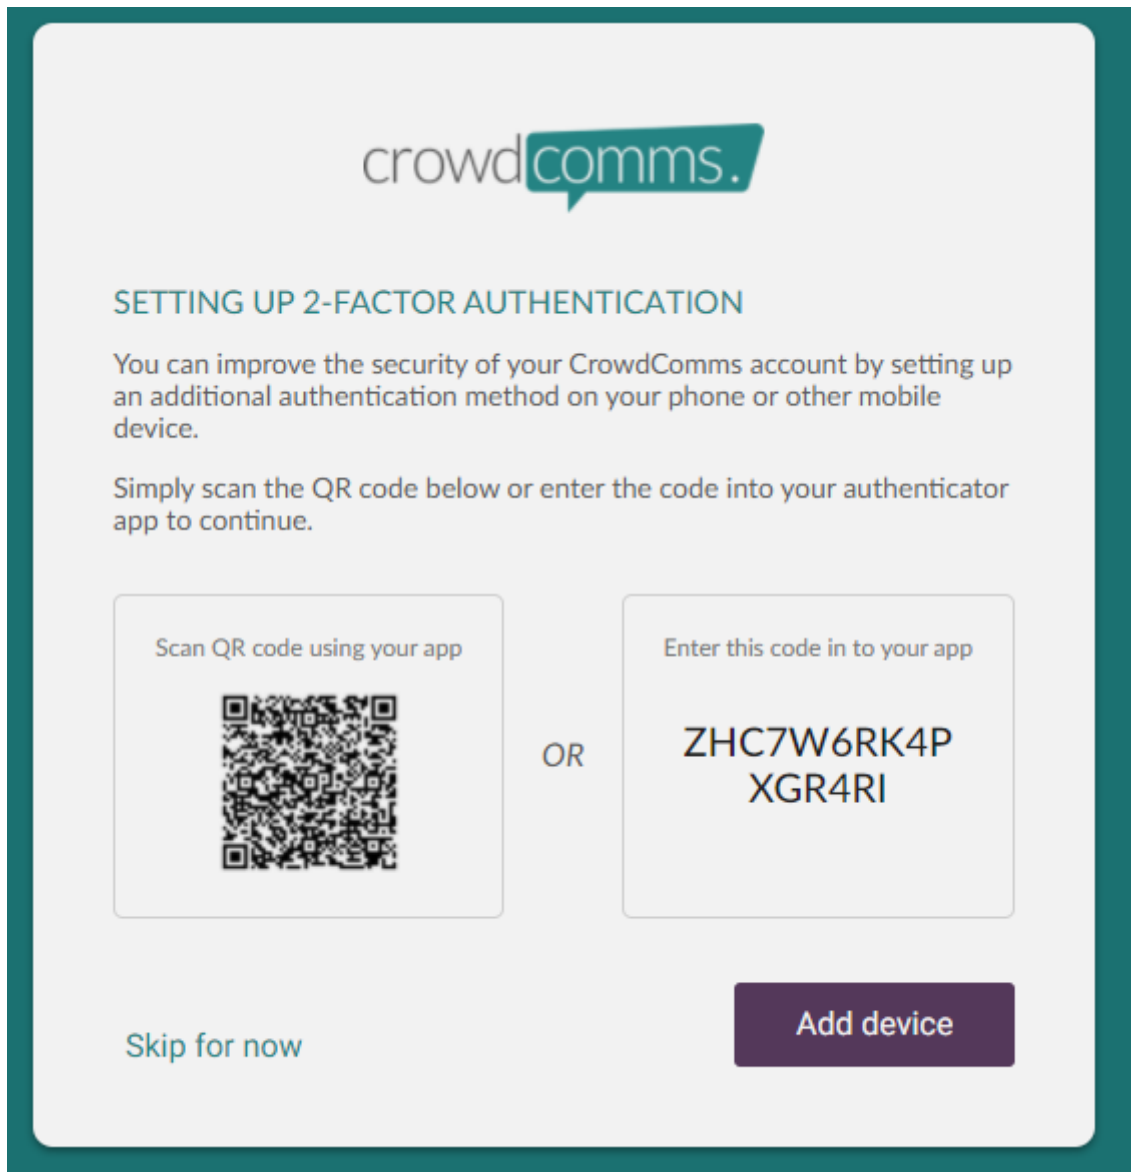 crowdcomms.
SETTING UP 2-FACTOR AUTHENTICATION
You can improve the security of your CrowdComms account by setting up
an additional authentication method on your phone or other mobile
device.
Simply scan the QR code below or enter the code into your authenticator
app to continue.
Scan QR code using your app
OR
Enter this code in to your app
ZHC7W6RK4P
XGR4RI
Skip for now
Add device